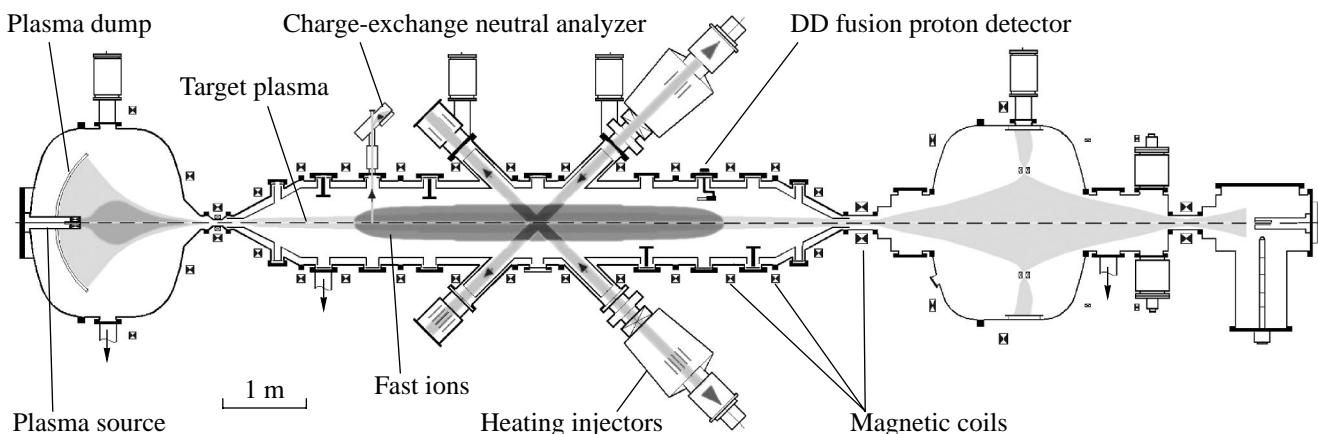 Plasma dump
Charge-exchange neutral analyzer
DD fusion proton detector
Target plasma
Fast ions
1 m
Plasma source
Heating injectors
Magnetic coils